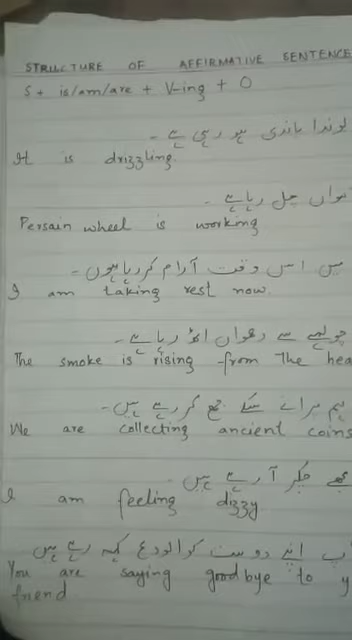 STRUCTURE OF AFFIRMATIVE SENTENCE
S + is/am/are + V-ing + O
بوندا باندی ہو رہی ہے ۔
It is drizzling.
چل رہا ہے ۔
Persain wheel is working
میں اس وقت آرام کر رہا ہوں ۔
I am taking rest now.
چولہے سے دھواں اٹھ رہا ہے ۔
The smoke is rising from The
ہم پرانے سکے جمع کر رہے ہیں ۔
We are collecting ancient coins
مجھے چکر آ رہے ہیں ۔
I am feeling dizzy.
اپنے دوست کو الوداع کہہ رہے ہیں
You are saying goodbye to
friend